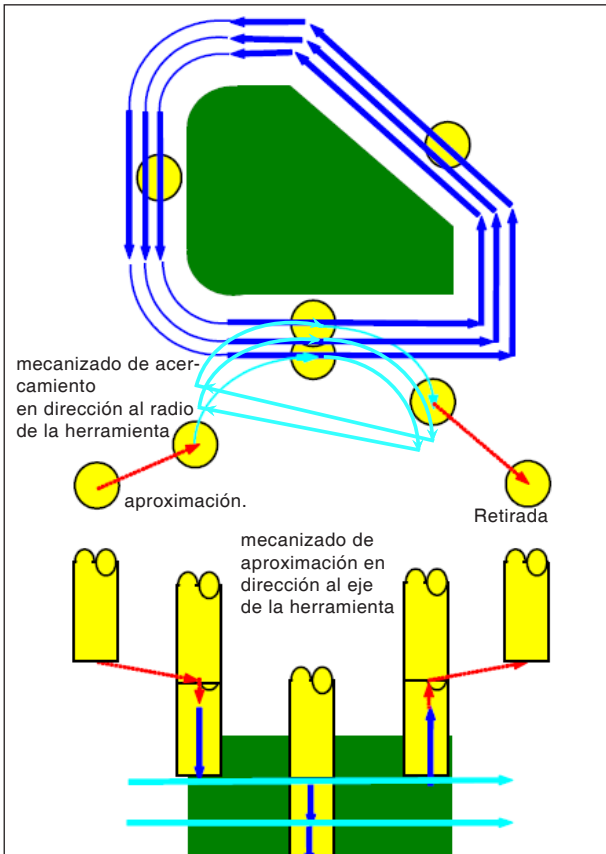 mecanizado de acer-
camiento
en dirección al radio
de la herramienta
aproximación.
Retirada
mecanizado de
aproximación en
dirección al eje
de la herramienta